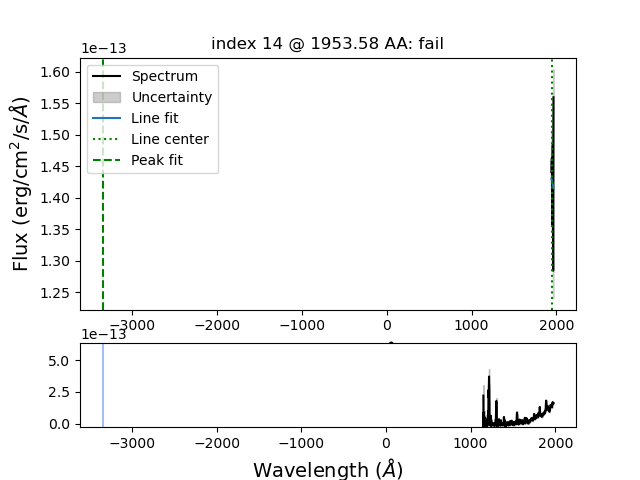 index 14 @ 1953.58 AA: fail
1e−13
Spectrum
Uncertainty
Line fit
Line center
Peak fit
1.60
1.55
1.50
1.45
1.40
1.35
1.30
1.25
Flux (erg/cm²/s/Å)
−3000 −2000 −1000 0 1000 2000
1e−13
5.0
2.5
0.0
−3000 −2000 −1000 0 1000 2000
Wavelength (Å)